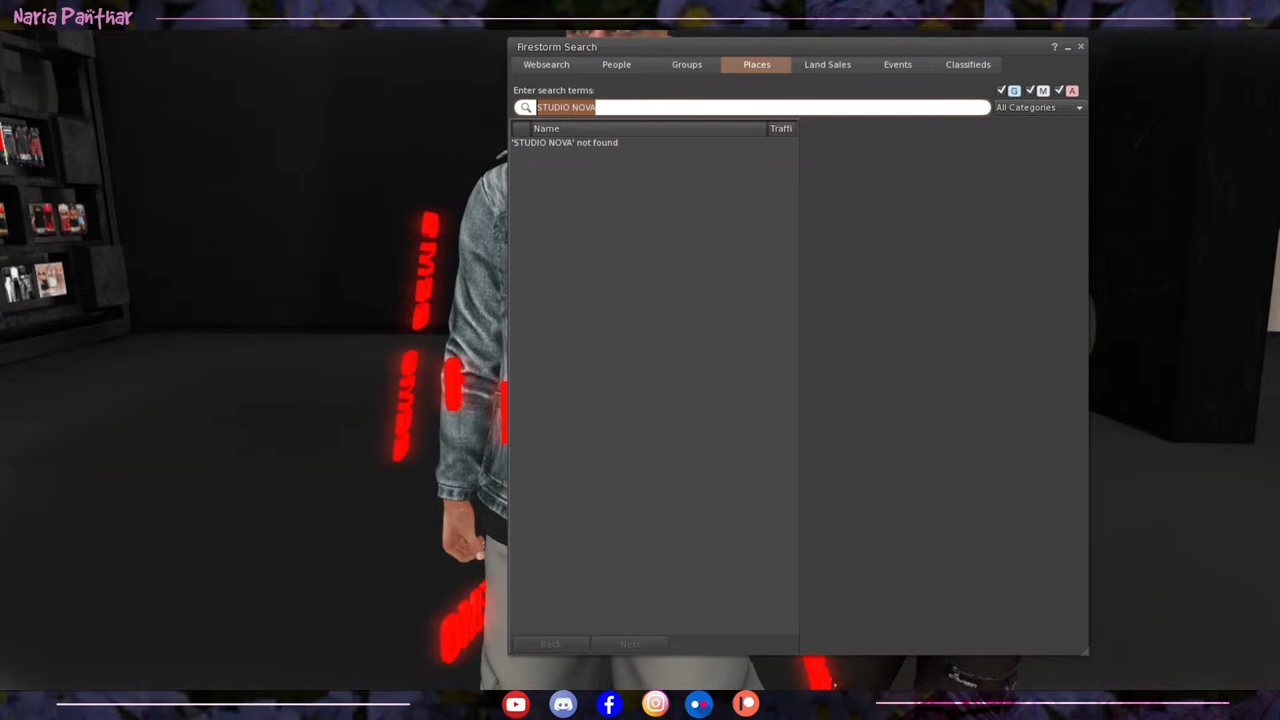 Naria Panthar
Firestorm Search
?
Websearch People Groups Places Land Sales Events Classifieds
Enter search terms:
G M A
STUDIO NOVA
All Categories
Name Traffi
'STUDIO NOVA' not found
Back Next